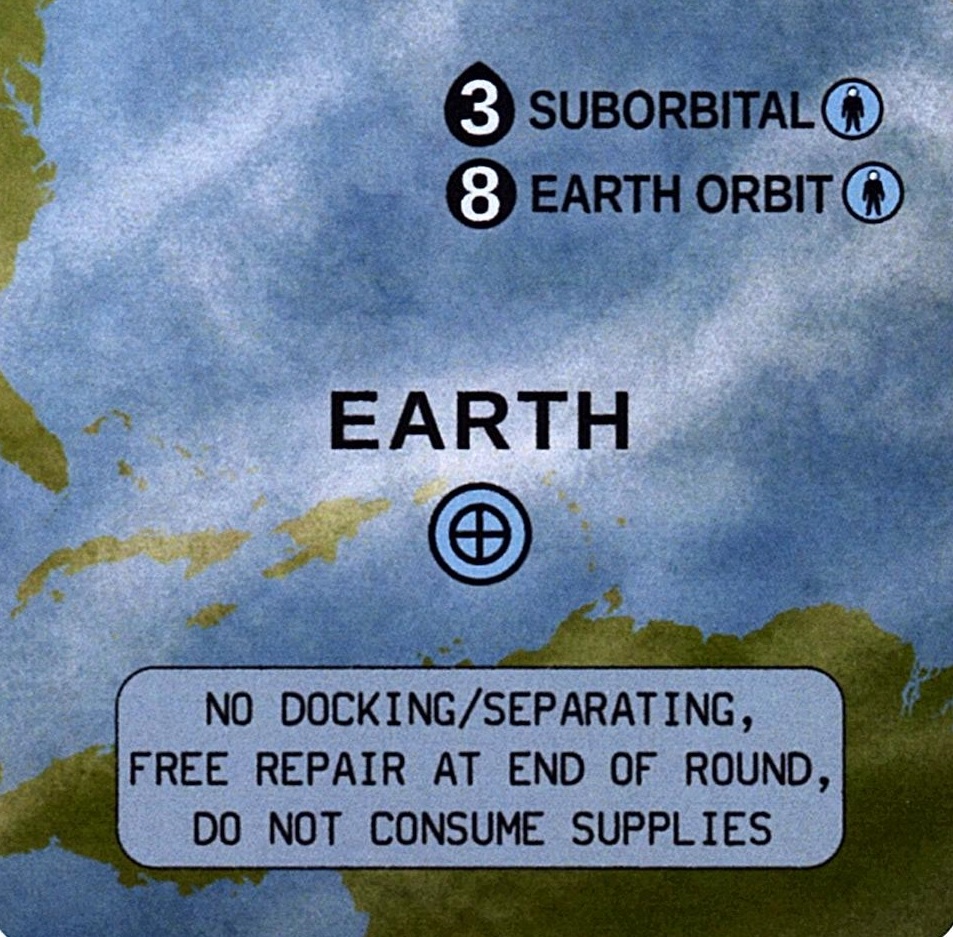 3 SUBORBITAL
8 EARTH ORBIT
EARTH
NO DOCKING/SEPARATING,
FREE REPAIR AT END OF ROUND,
DO NOT CONSUME SUPPLIES